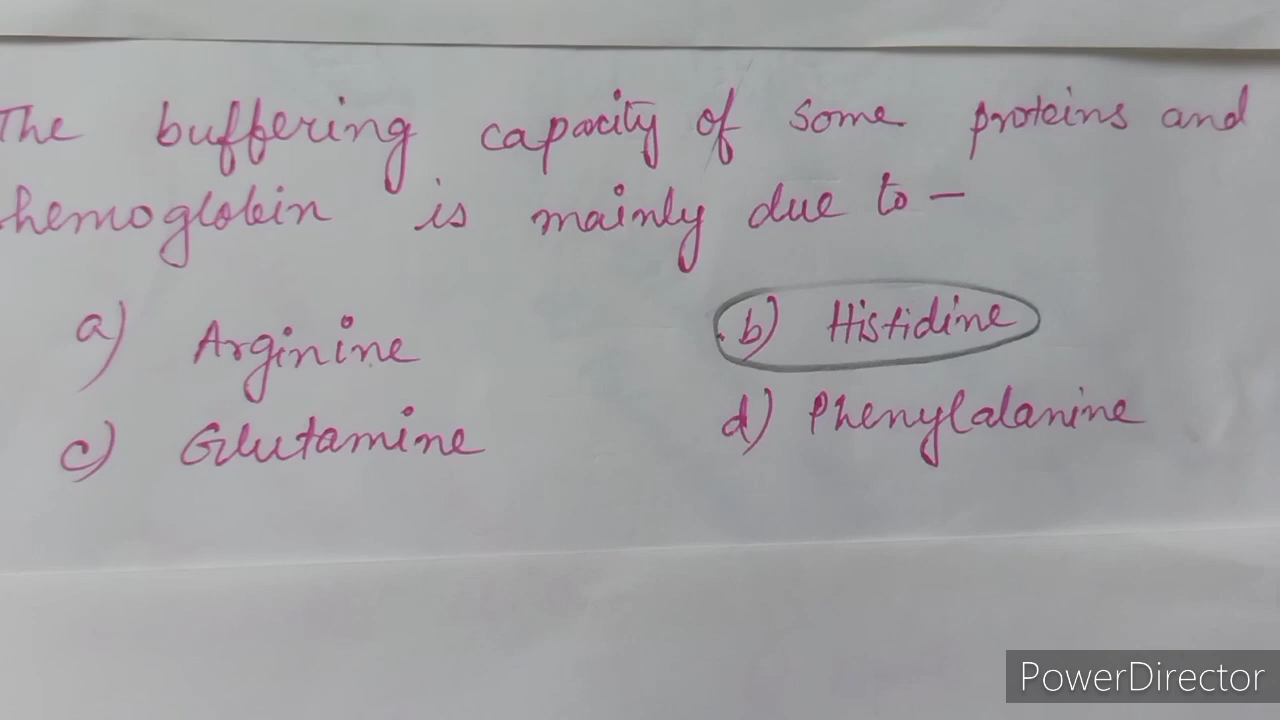 The buffering capacity of some proteins and
hemoglobin is mainly due to –
a) Arginine b) Histidine
c) Glutamine d) Phenylalanine
PowerDirector